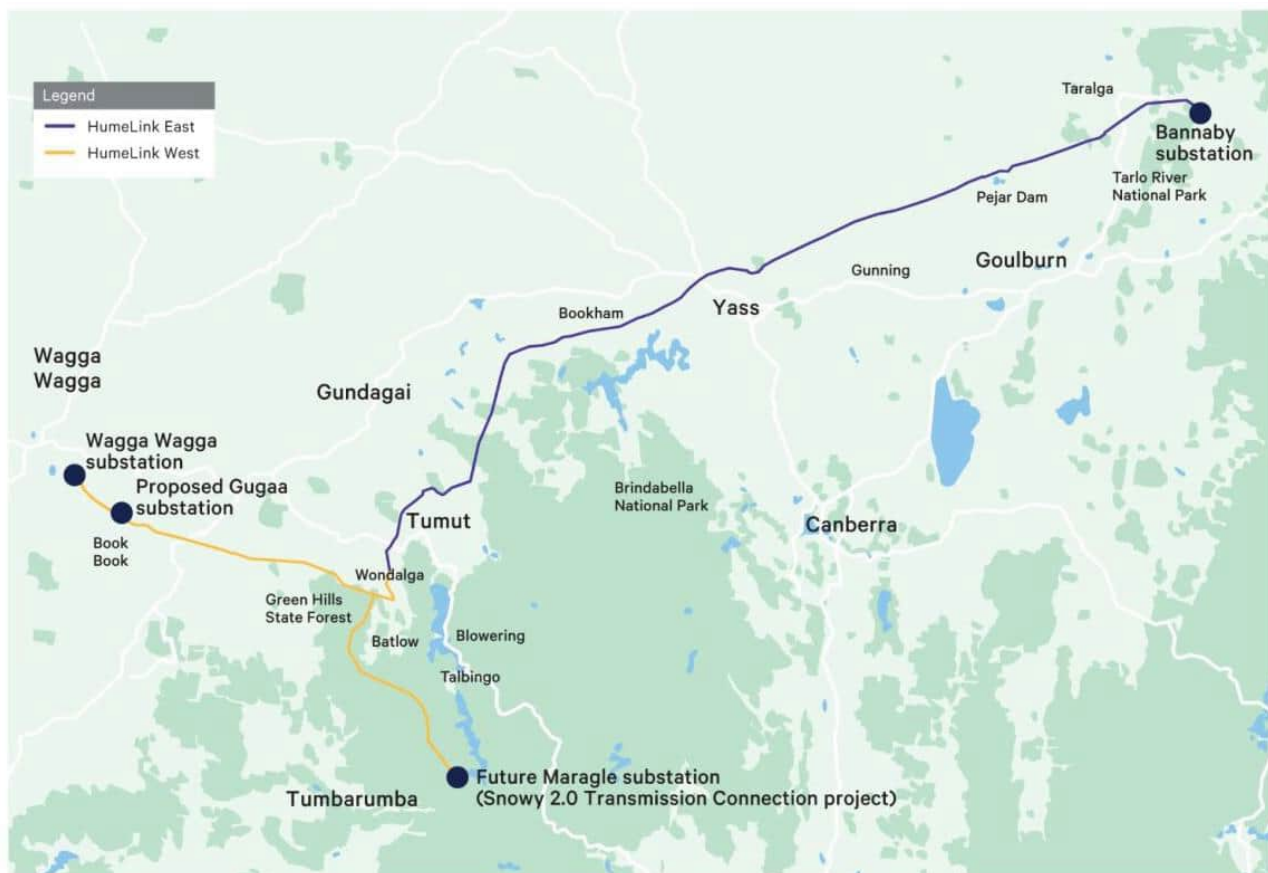 Legend
HumeLink East
HumeLink West
Taralga
Bannaby
substation
Tarlo River
National Park
Pejar Dam
Goulburn
Gunning
Yass
Bookham
Wagga
Wagga
Gundagai
Wagga Wagga
substation
Proposed Gugaa
substation
Book
Book
Brindabella
National Park
Tumut
Canberra
Wondalga
Green Hills
State Forest
Batlow
Blowering
Talbingo
Future Maragle substation
(Snowy 2.0 Transmission Connection project)
Tumbarumba